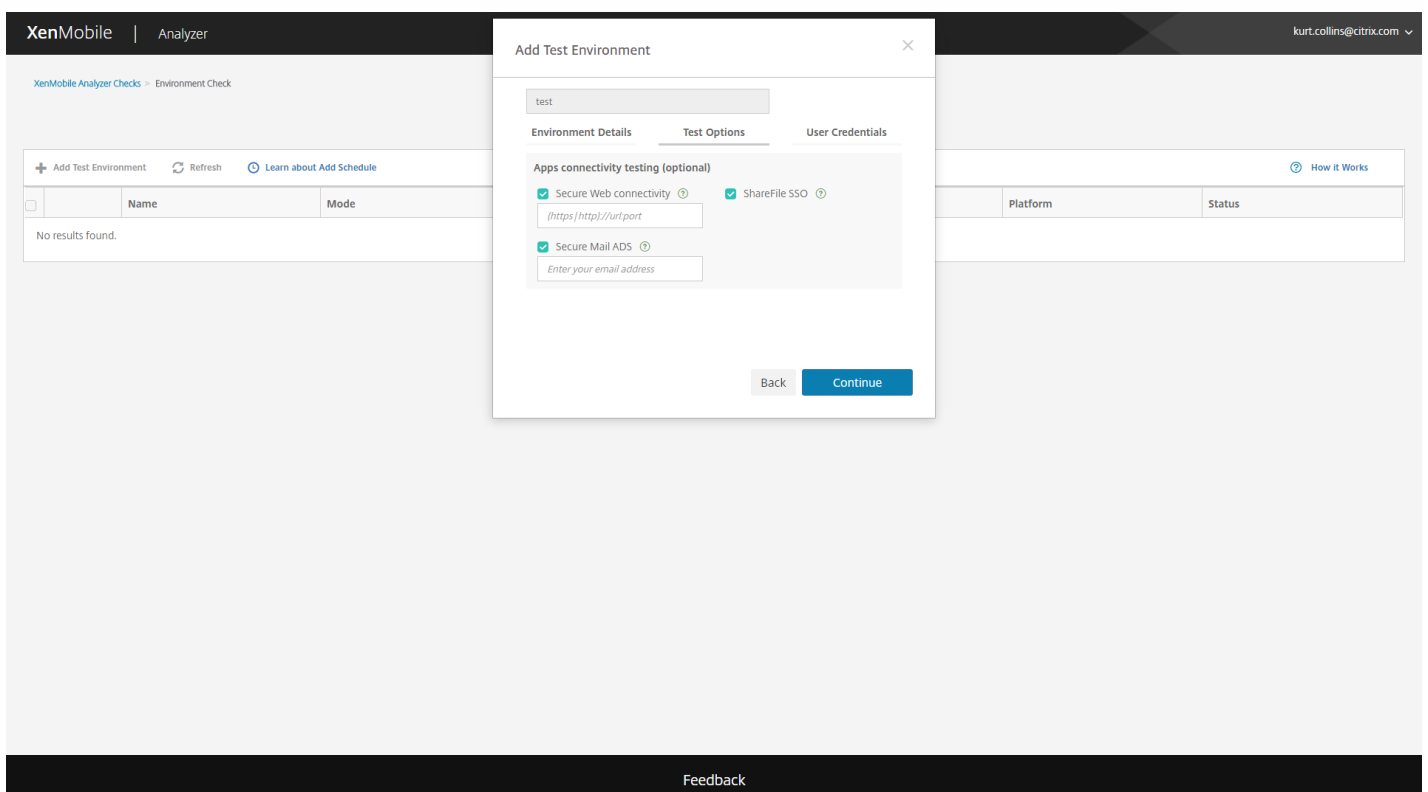 XenMobile | Analyzer
kurt.collins@citrix.com
XenMobile Analyzer Checks > Environment Check
Add Test Environment
Refresh
Learn about Add Schedule
How it Works
Name
Mode
Platform
Status
No results found.
Add Test Environment
test
Environment Details
Test Options
User Credentials
Apps connectivity testing (optional)
Secure Web connectivity
ShareFile SSO
(https|http)://url:port
Secure Mail ADS
Enter your email address
Back
Continue
Feedback